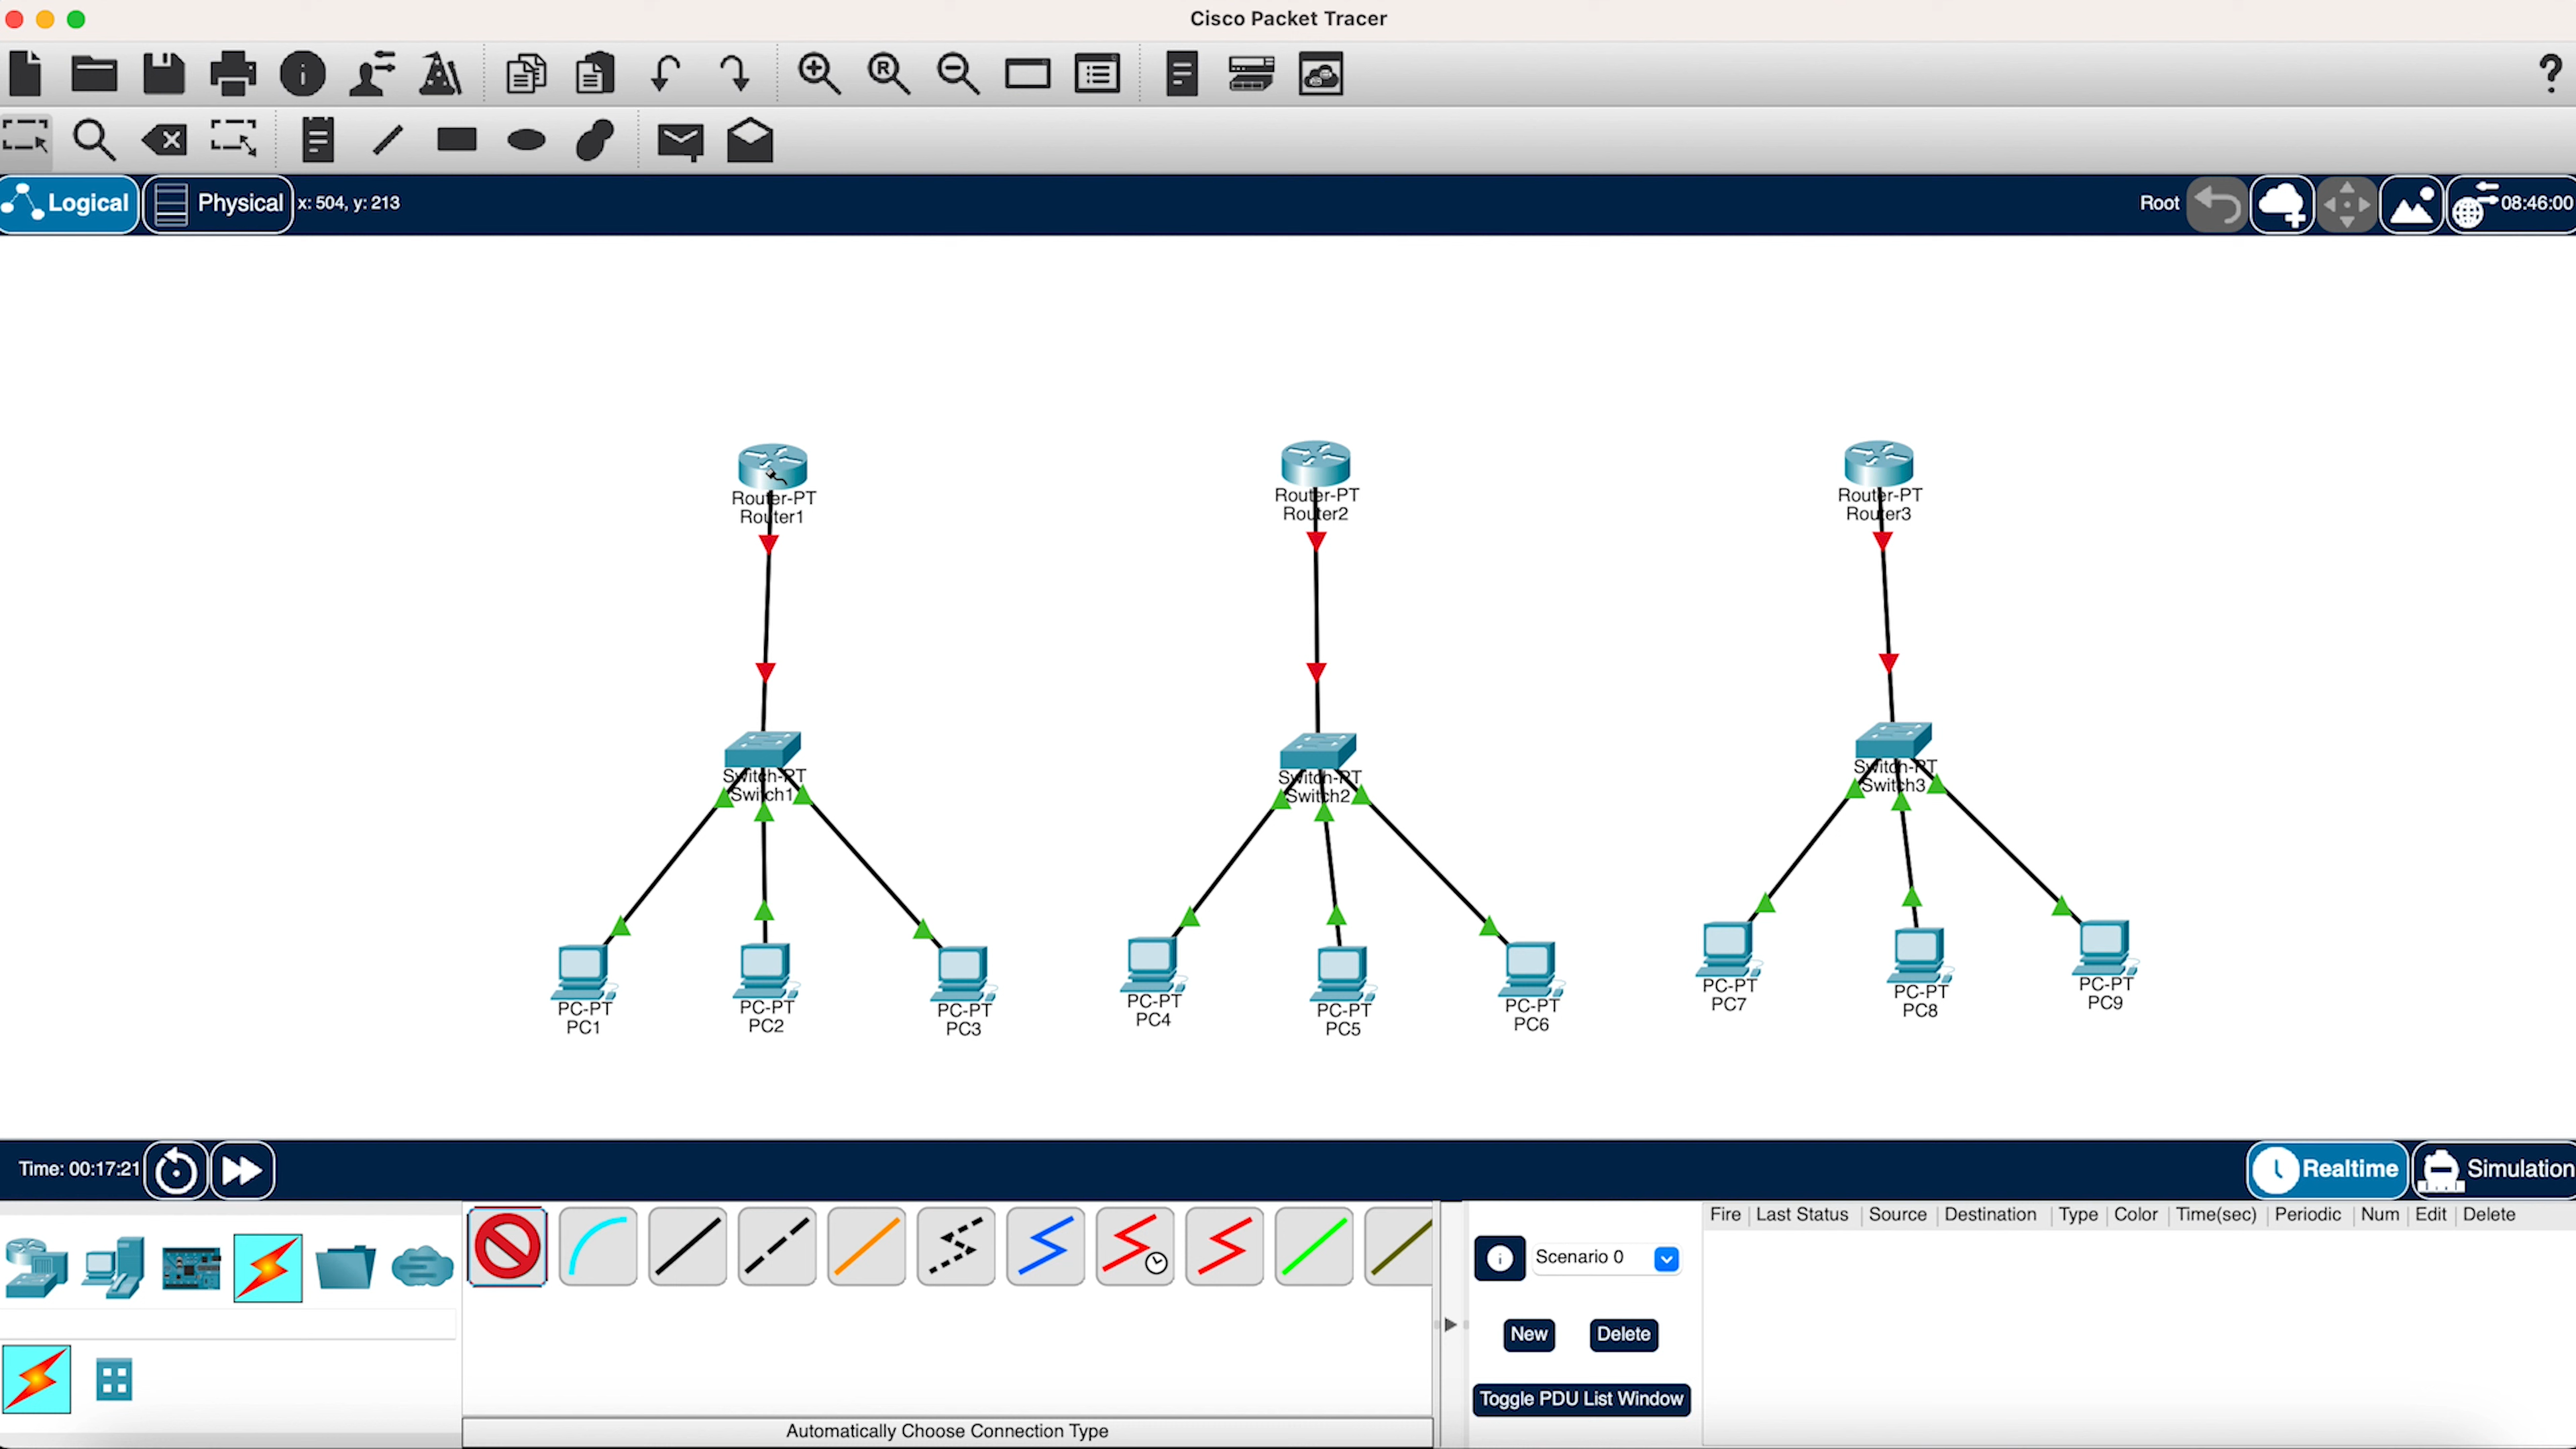 Cisco Packet Tracer
Logical
Physical
x: 504, y: 213
Root
08:46:00
Router-PT
Router1
Router-PT
Router2
Router-PT
Router3
Switch-PT
Switch1
Switch-PT
Switch2
Switch-PT
Switch3
PC-PT
PC1
PC-PT
PC2
PC-PT
PC3
PC-PT
PC4
PC-PT
PC5
PC-PT
PC6
PC-PT
PC7
PC-PT
PC8
PC-PT
PC9
Time: 00:17:21
Realtime
Simulation
Scenario 0
New
Delete
Toggle PDU List Window
Fire Last Status Source Destination Type Color Time(sec) Periodic Num Edit Delete
Automatically Choose Connection Type